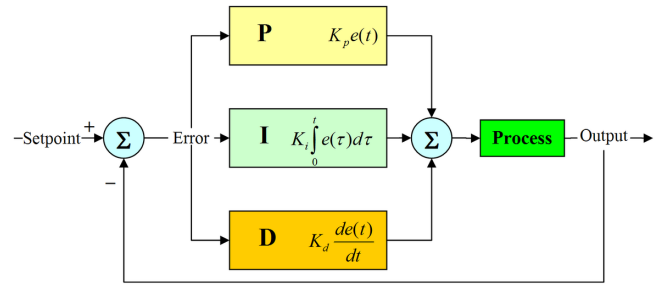 P K_p e(t)
–Setpoint + Σ Error I K_i ∫_0^t e(τ)dτ Σ Process Output
–
D K_d de(t)/dt